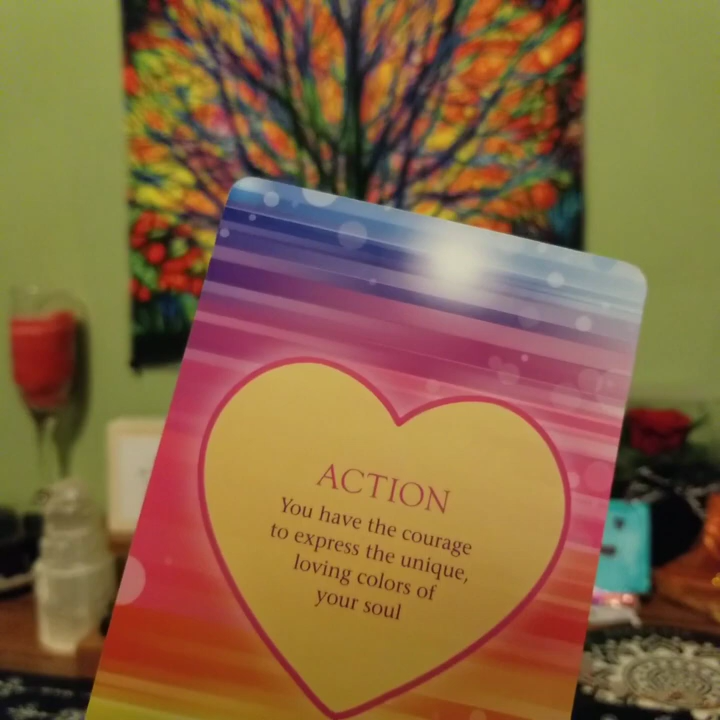 ACTION
You have the courage
to express the unique,
loving colors of
your soul